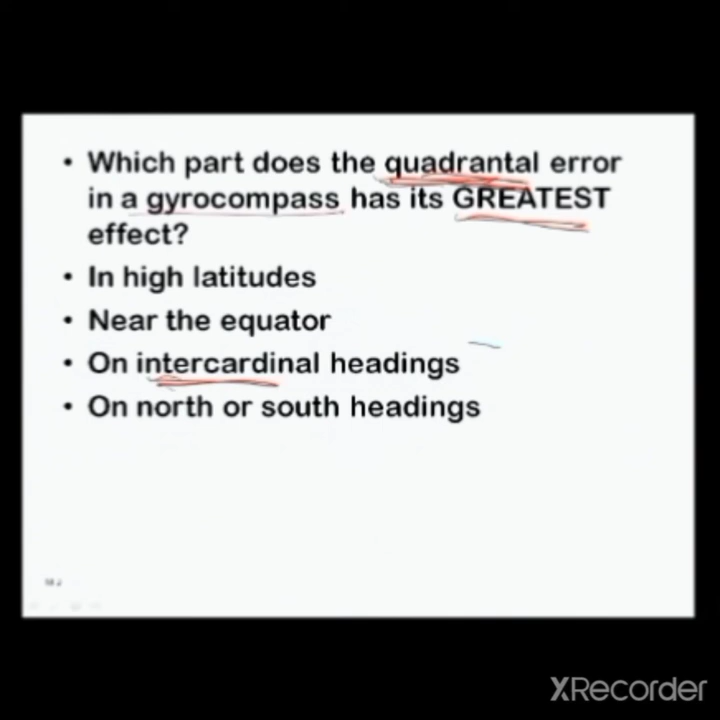 • Which part does the quadrantal error
in a gyrocompass has its GREATEST
effect?
• In high latitudes
• Near the equator
• On intercardinal headings
• On north or south headings
XRecorder